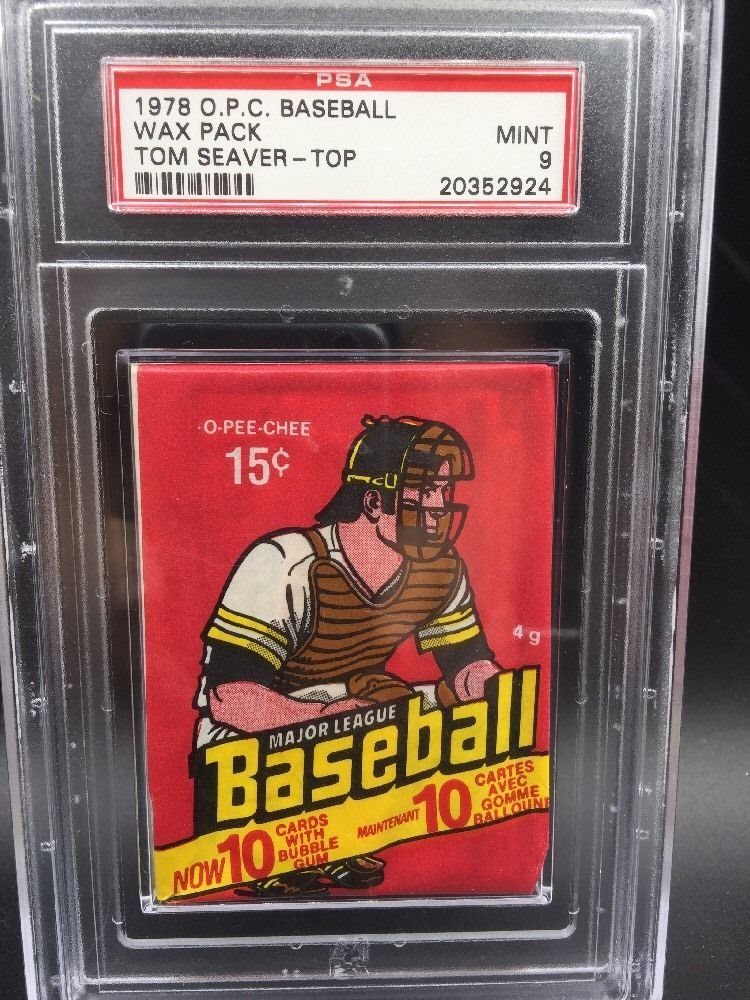 PSA
1978 O.P.C. BASEBALL
WAX PACK
MINT
TOM SEAVER-TOP
9
20352924
O-PEE-CHEE
15¢
4 g
MAJOR LEAGUE
Baseball
NOW 10 CARDS WITH BUBBLE GUM
MAINTENANT 10 CARTES AVEC GOMME BALLOUNE